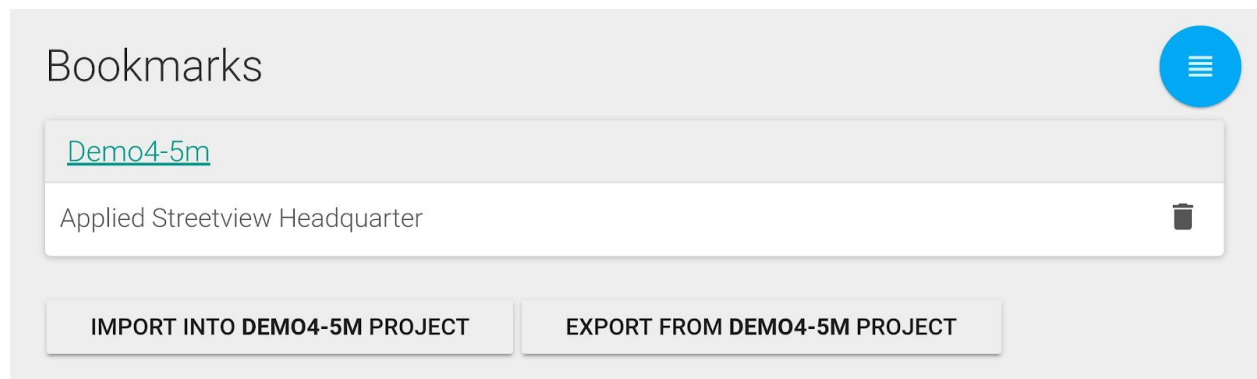 Bookmarks
Demo4-5m
Applied Streetview Headquarter
IMPORT INTO DEMO4-5M PROJECT
EXPORT FROM DEMO4-5M PROJECT